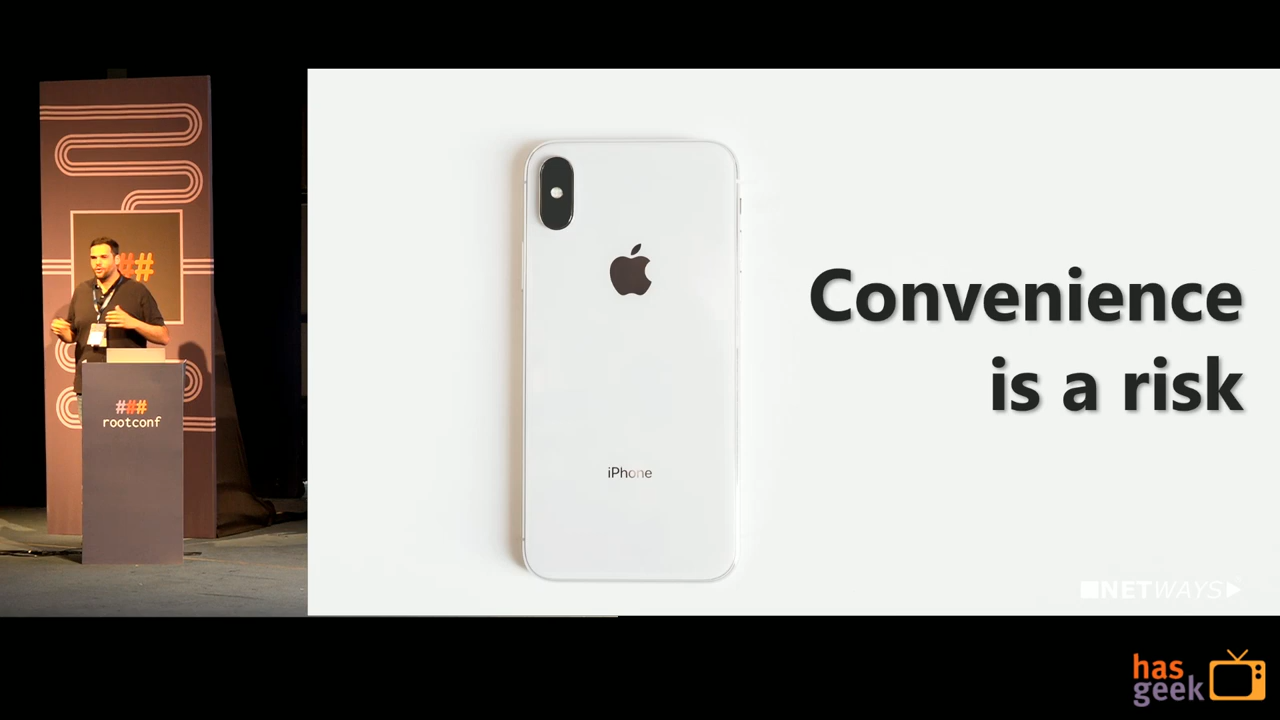 ###
###
rootconf
Convenience
is a risk
iPhone
NETWAYS
has
geek